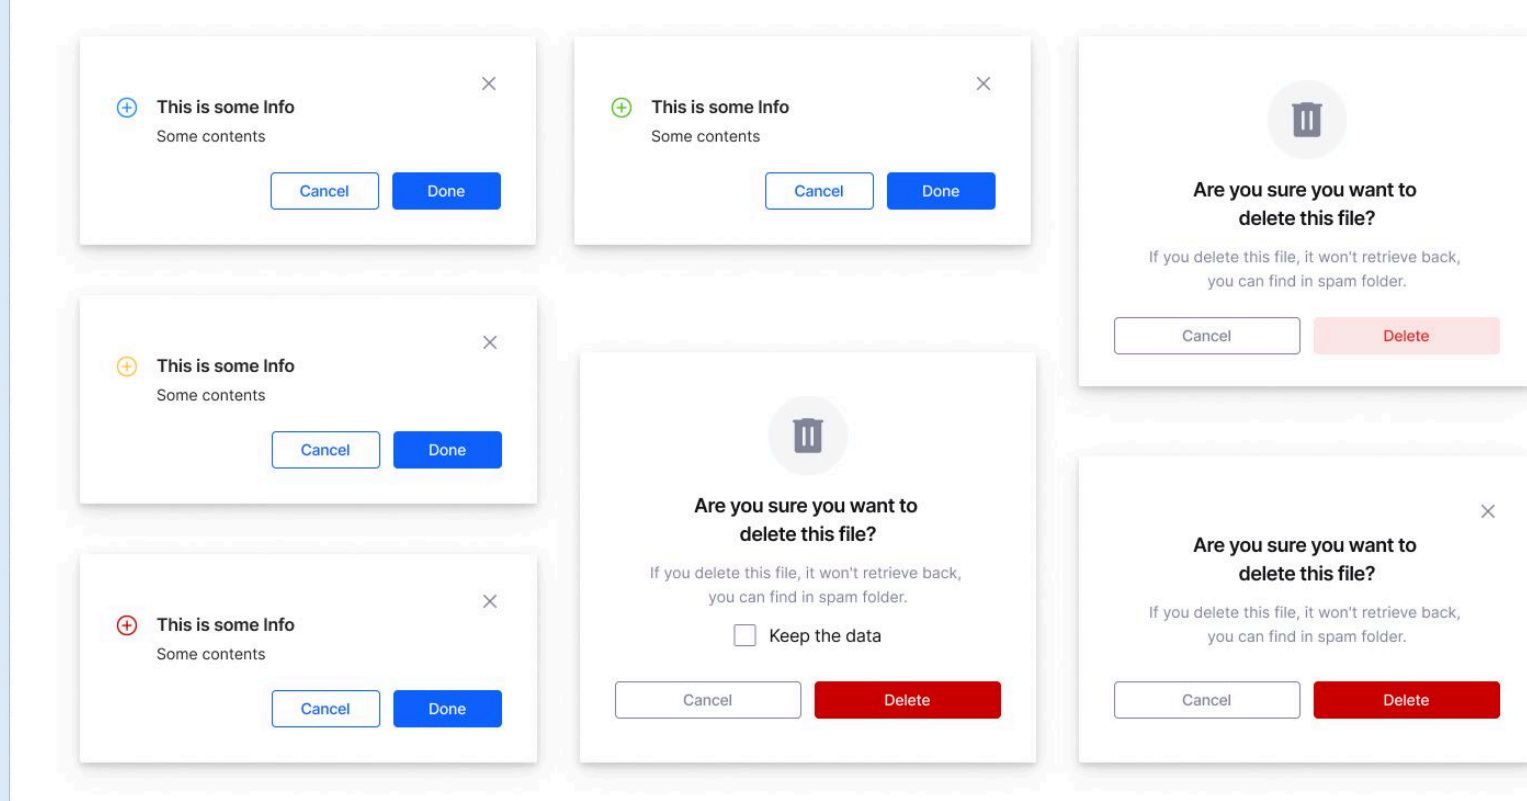 This is some Info
Some contents
Cancel
Done
This is some Info
Some contents
Cancel
Done
Are you sure you want to
delete this file?
If you delete this file, it won't retrieve back,
you can find in spam folder.
Cancel
Delete
This is some Info
Some contents
Cancel
Done
Are you sure you want to
delete this file?
If you delete this file, it won't retrieve back,
you can find in spam folder.
Keep the data
Cancel
Delete
Are you sure you want to
delete this file?
If you delete this file, it won't retrieve back,
you can find in spam folder.
Cancel
Delete
This is some Info
Some contents
Cancel
Done